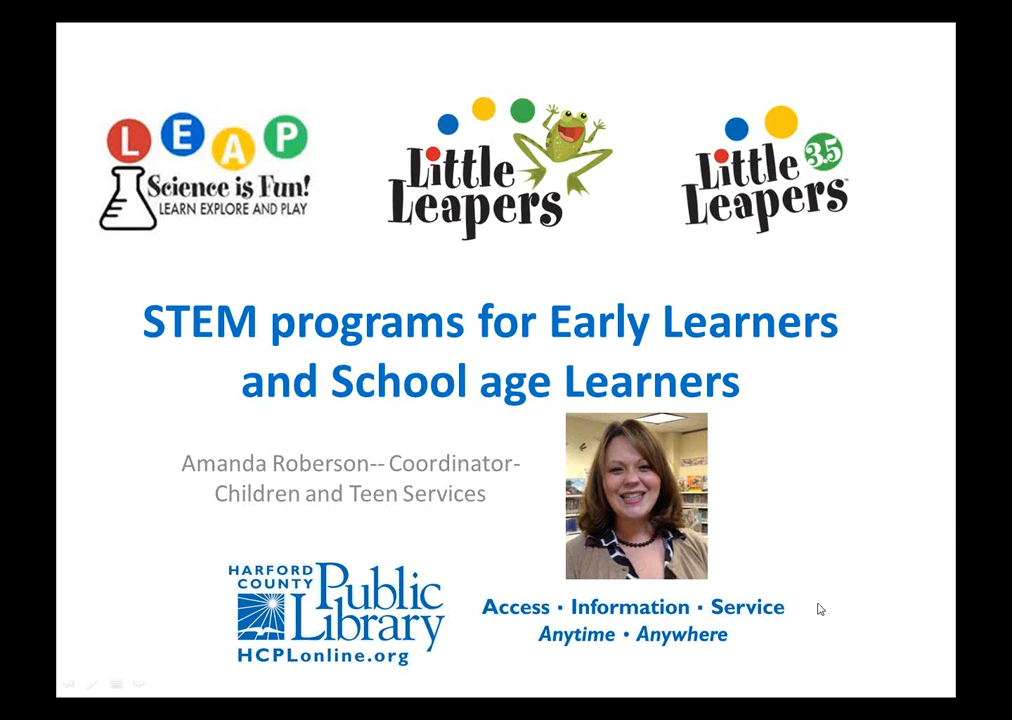 LEAP
Science is Fun!
LEARN EXPLORE AND PLAY
Little
Leapers
Little 3.5
Leapers™
STEM programs for Early Learners
and School age Learners
Amanda Roberson-- Coordinator-
Children and Teen Services
HARFORD
COUNTY
Public
Library
HCPLonline.org
Access · Information · Service
Anytime • Anywhere